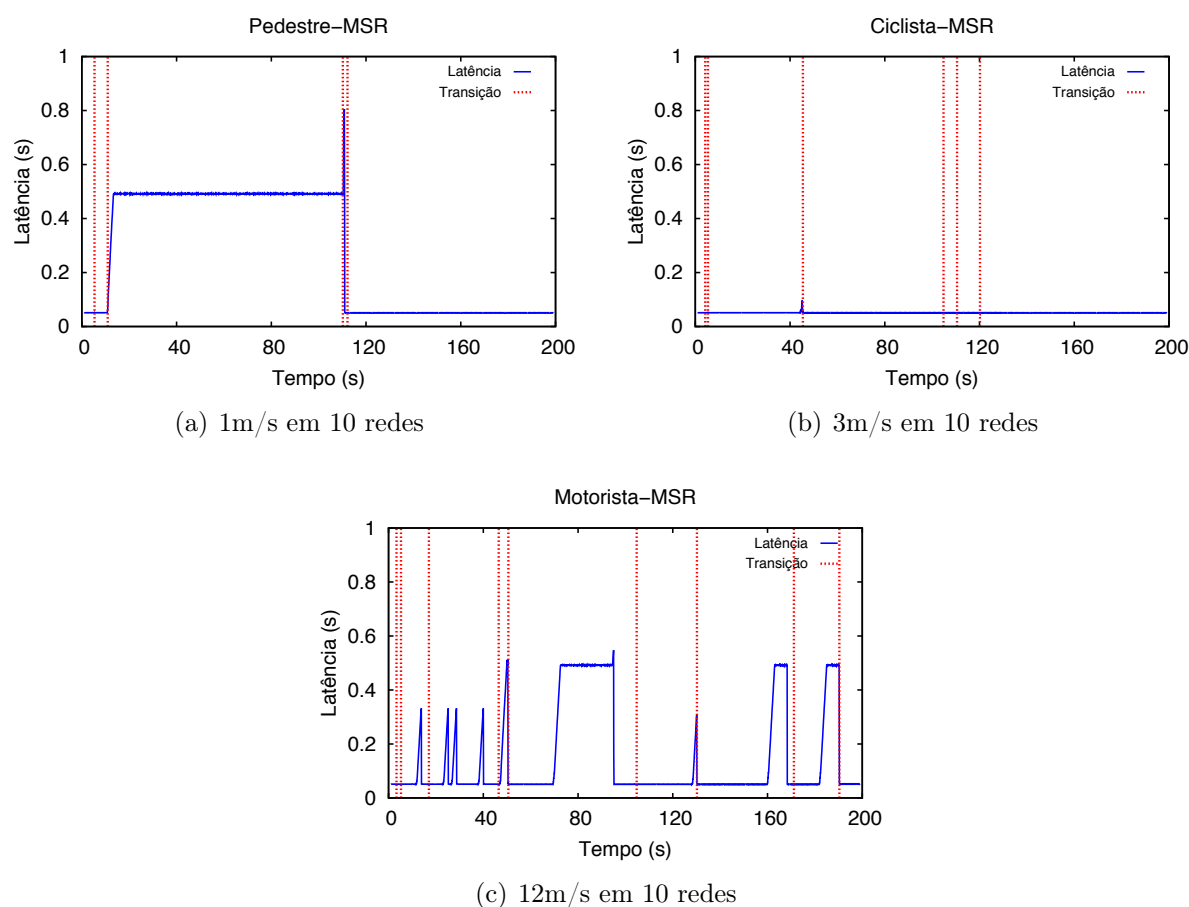 Pedestre−MSR
1
0.8
0.6
0.4
0.2
0
Latência (s)
Latência
Transição
0 40 80 120 160 200
Tempo (s)
(a) 1m/s em 10 redes
Ciclista−MSR
1
0.8
0.6
0.4
0.2
0
Latência (s)
Latência
Transição
0 40 80 120 160 200
Tempo (s)
(b) 3m/s em 10 redes
Motorista−MSR
1
0.8
0.6
0.4
0.2
0
Latência (s)
Latência
Transição
0 40 80 120 160 200
Tempo (s)
(c) 12m/s em 10 redes